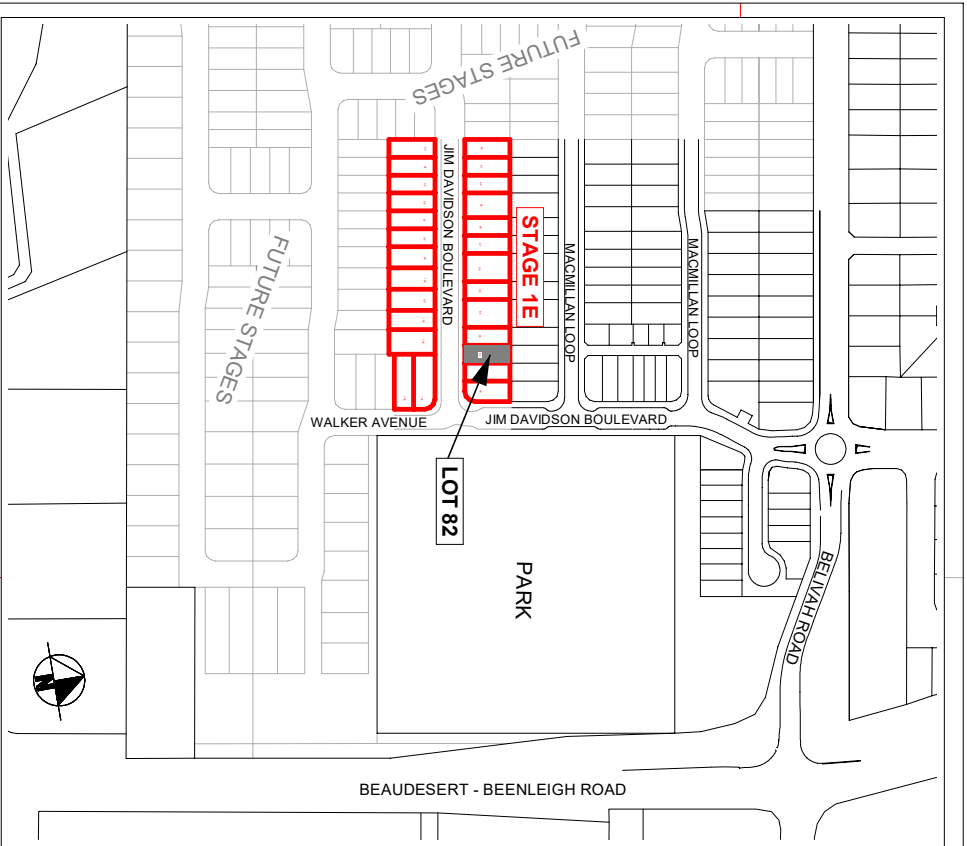 FUTURE STAGES
JIM DAVIDSON BOULEVARD
STAGE 1E
MACMILLAN LOOP
MACMILLAN LOOP
FUTURE STAGES
WALKER AVENUE
JIM DAVIDSON BOULEVARD
LOT 82
PARK
BELIVAH ROAD
N
BEAUDESERT - BEENLEIGH ROAD